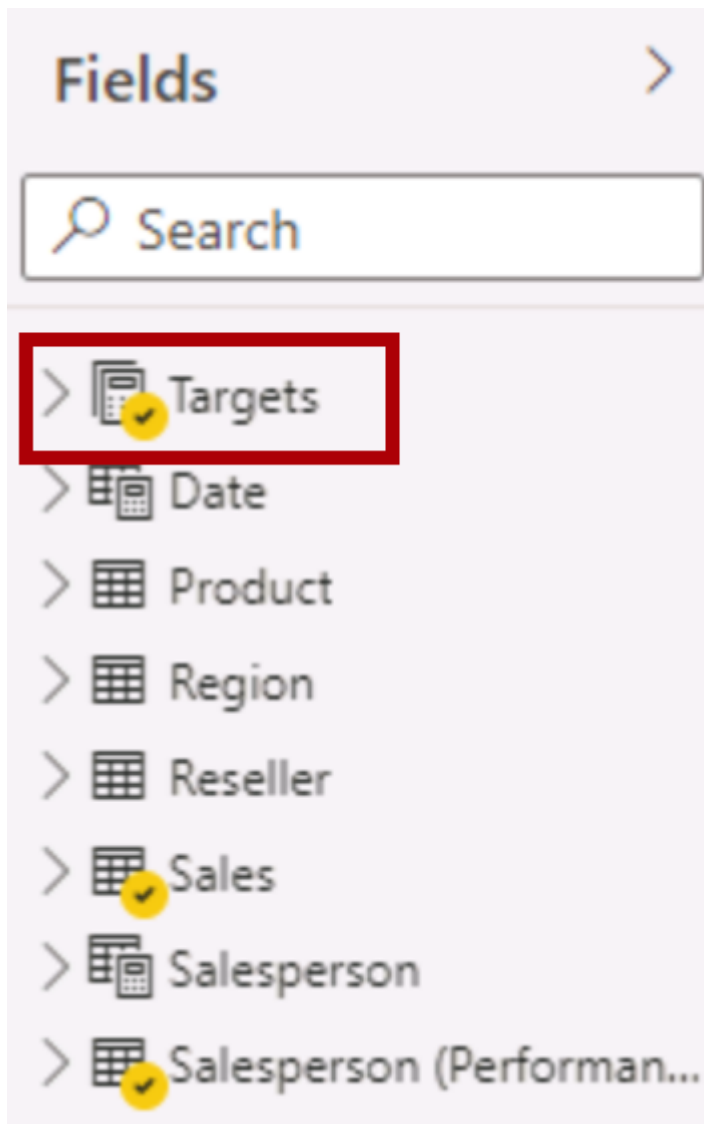 Fields
Search
Targets
Date
Product
Region
Reseller
Sales
Salesperson
Salesperson (Performan...